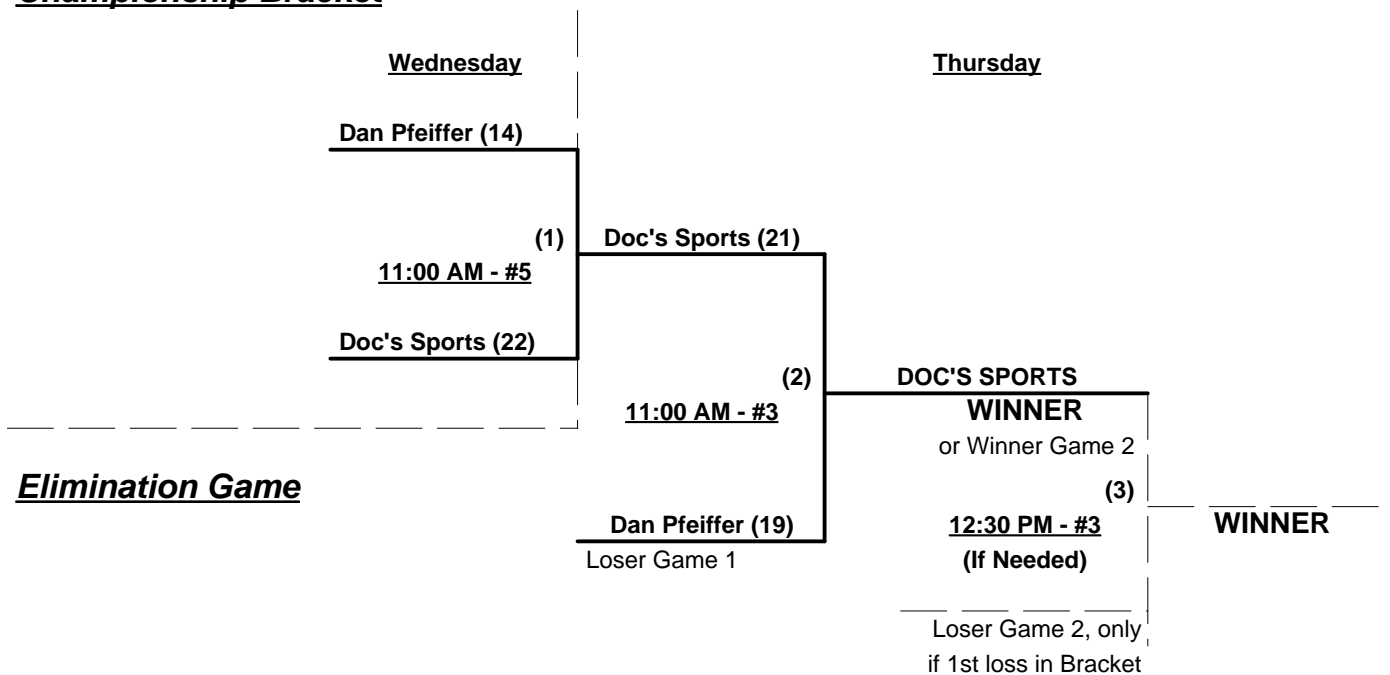 Championship Bracket
Wednesday
Thursday
Dan Pfeiffer (14)
(1)
Doc's Sports (21)
11:00 AM - #5
Doc's Sports (22)
(2)
DOC'S SPORTS
11:00 AM - #3
WINNER
or Winner Game 2
Elimination Game
(3)
Dan Pfeiffer (19)
12:30 PM - #3
WINNER
Loser Game 1
(If Needed)
Loser Game 2, only
if 1st loss in Bracket